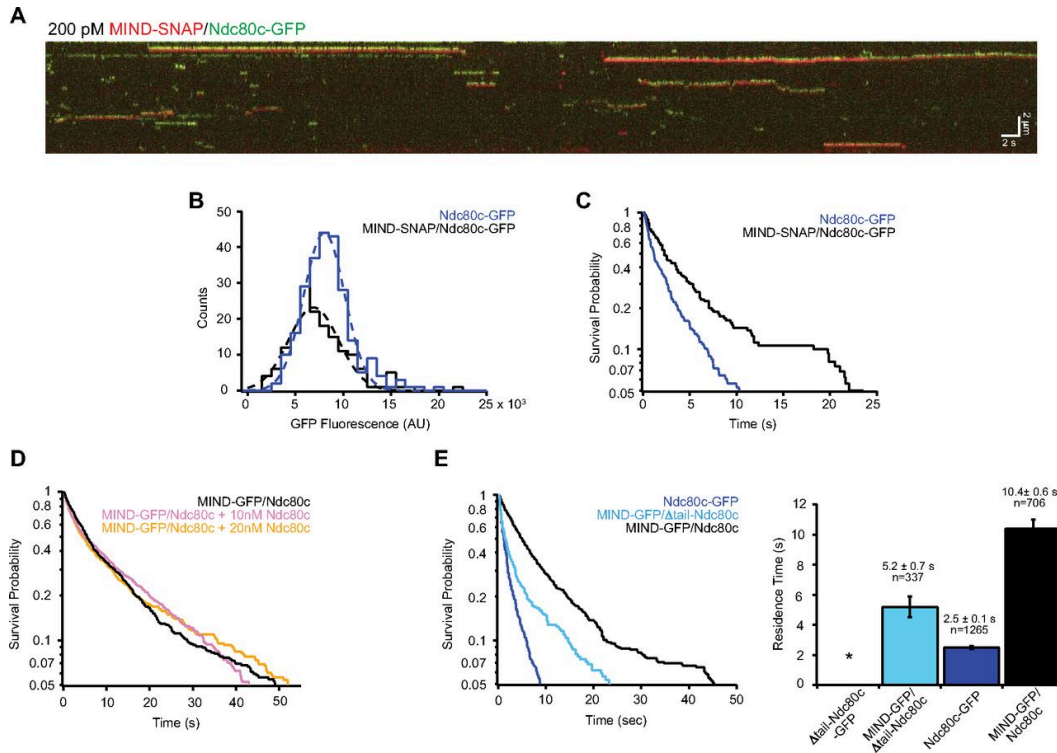 A
200 pM MIND-SNAP/Ndc80c-GFP
2 µm
2 s
B
Ndc80c-GFP
MIND-SNAP/Ndc80c-GFP
50
40
30
20
10
0
Counts
0
5
10
15
25 x 10³
GFP Fluorescence (AU)
C
Ndc80c-GFP
MIND-SNAP/Ndc80c-GFP
1
0.8
0.6
0.4
0.2
0.1
0.07
0.05
Survival Probability
0
5
10
15
20
25
Time (s)
D
MIND-GFP/Ndc80c
MIND-GFP/Ndc80c + 10nM Ndc80c
MIND-GFP/Ndc80c + 20nM Ndc80c
1
0.8
0.6
0.4
0.2
0.1
0.07
0.05
Survival Probability
0
10
20
30
40
50
Time (s)
E
Ndc80c-GFP
MIND-GFP/Δtail-Ndc80c
MIND-GFP/Ndc80c
1
0.8
0.6
0.4
0.2
0.1
0.07
0.05
Survival Probability
0
10
20
30
40
50
Time (sec)
10.4± 0.6 s
n=706
5.2 ± 0.7 s
n=337
2.5 ± 0.1 s
n=1265
12
10
8
6
4
2
0
Residence Time (s)
*
Δtail-Ndc80c
-GFP
MIND-GFP/
Δtail-Ndc80c
Ndc80c-GFP
MIND-GFP/
Ndc80c